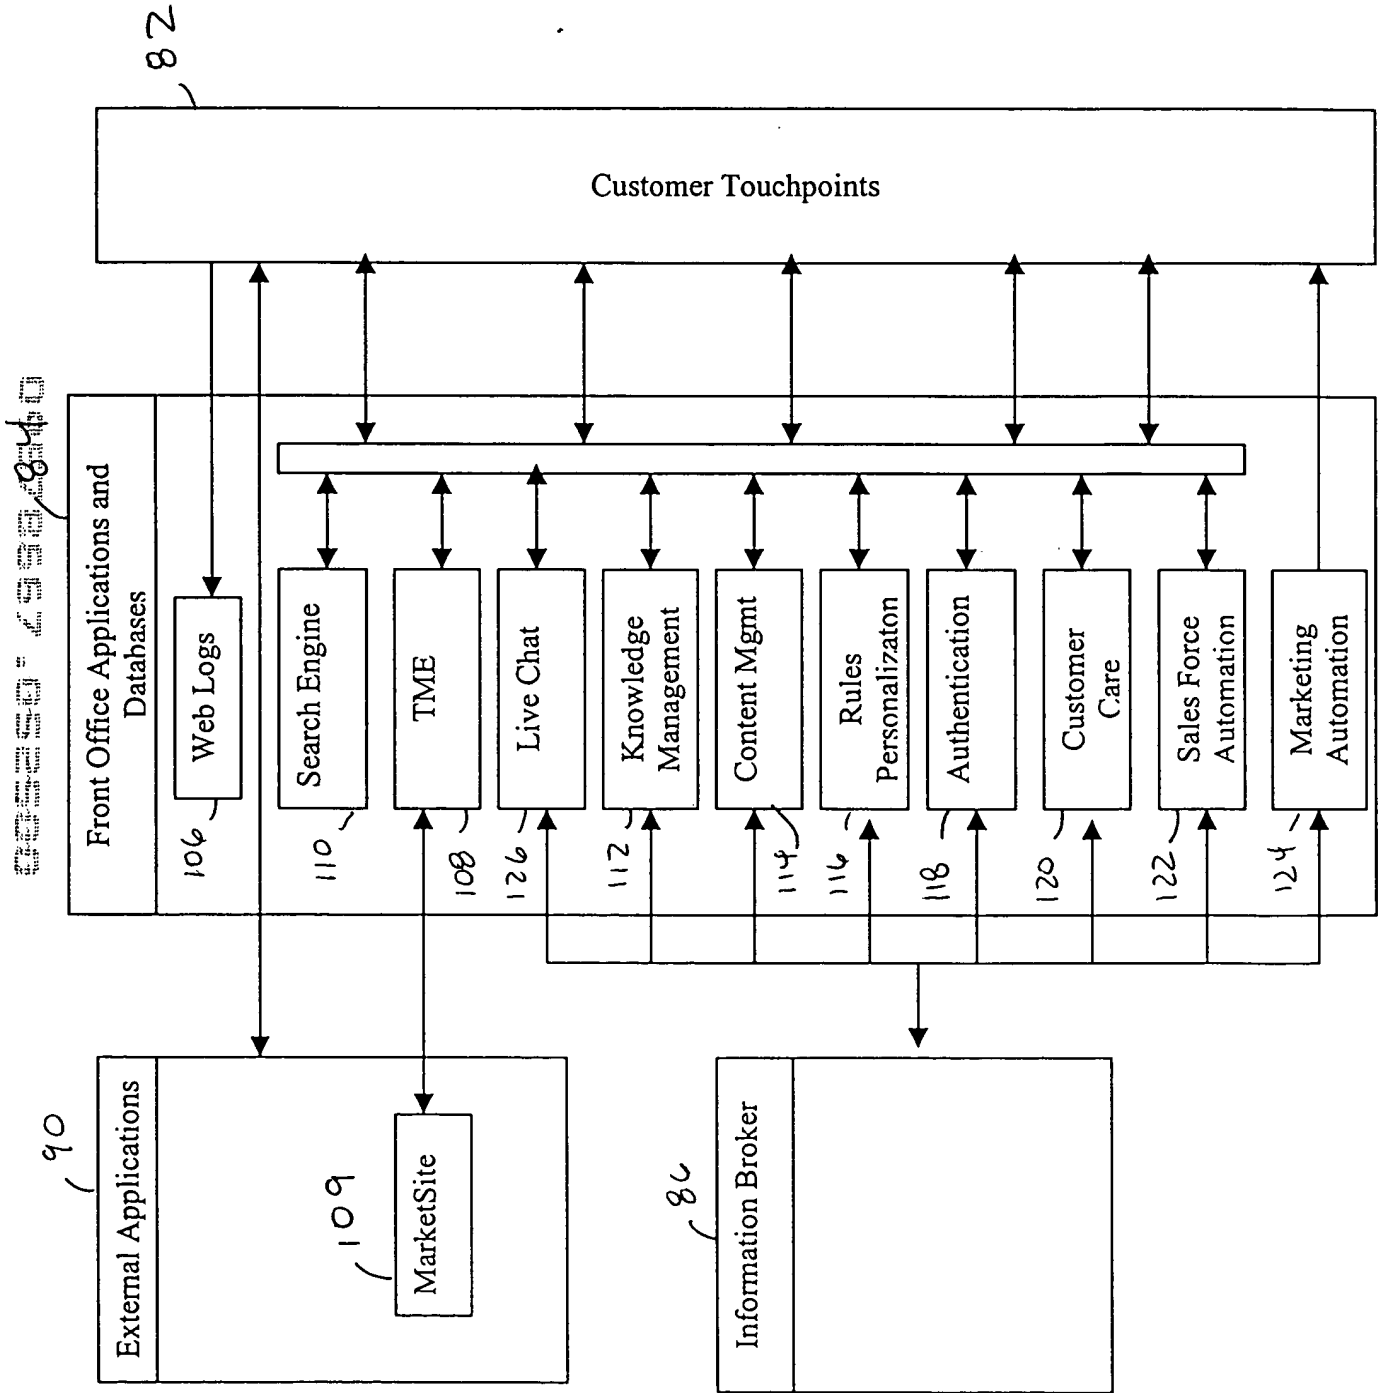 82
Customer Touchpoints
84
Front Office Applications and
Databases
Web Logs
106
Search Engine
110
TME
108
Live Chat
126
Knowledge
Management
112
Content Mgmt
114
Rules
Personalizaton
116
Authentication
118
Customer
Care
120
Sales Force
Automation
122
Marketing
Automation
124
90
External Applications
MarketSite
109
86
Information Broker